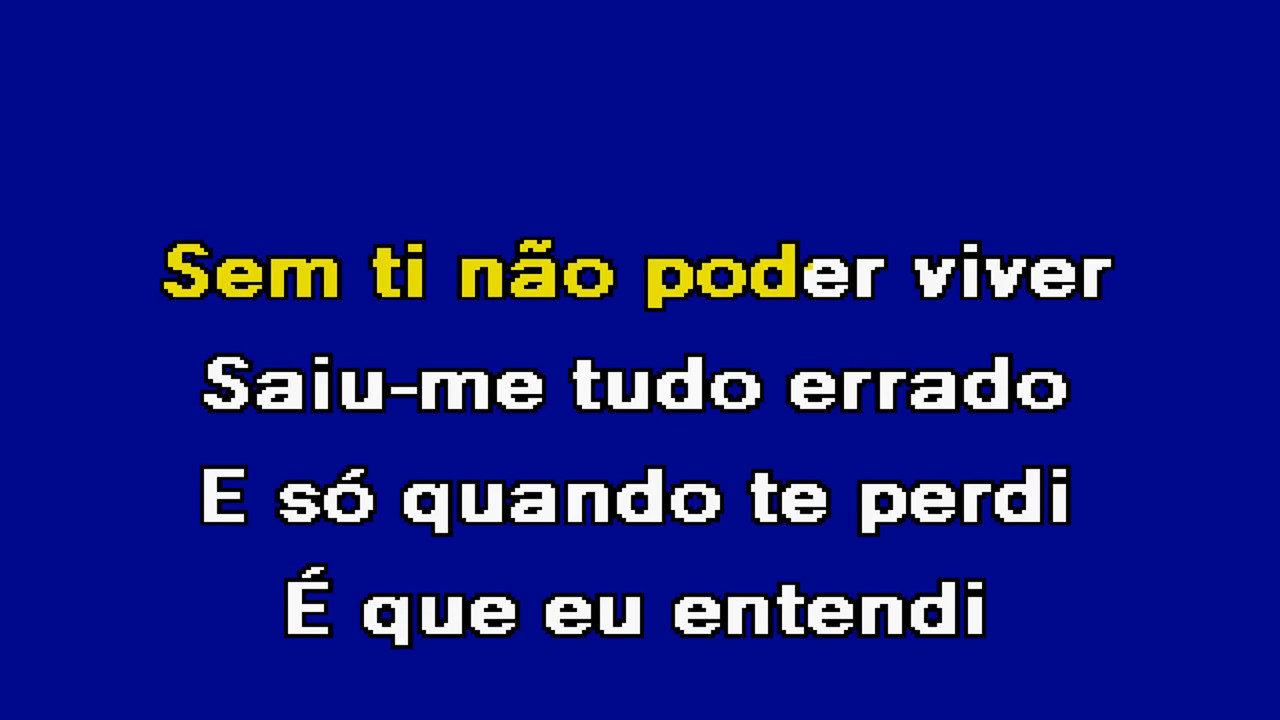 Sem ti não poder viver
Saiu-me tudo errado
E só quando te perdi
É que eu entendi